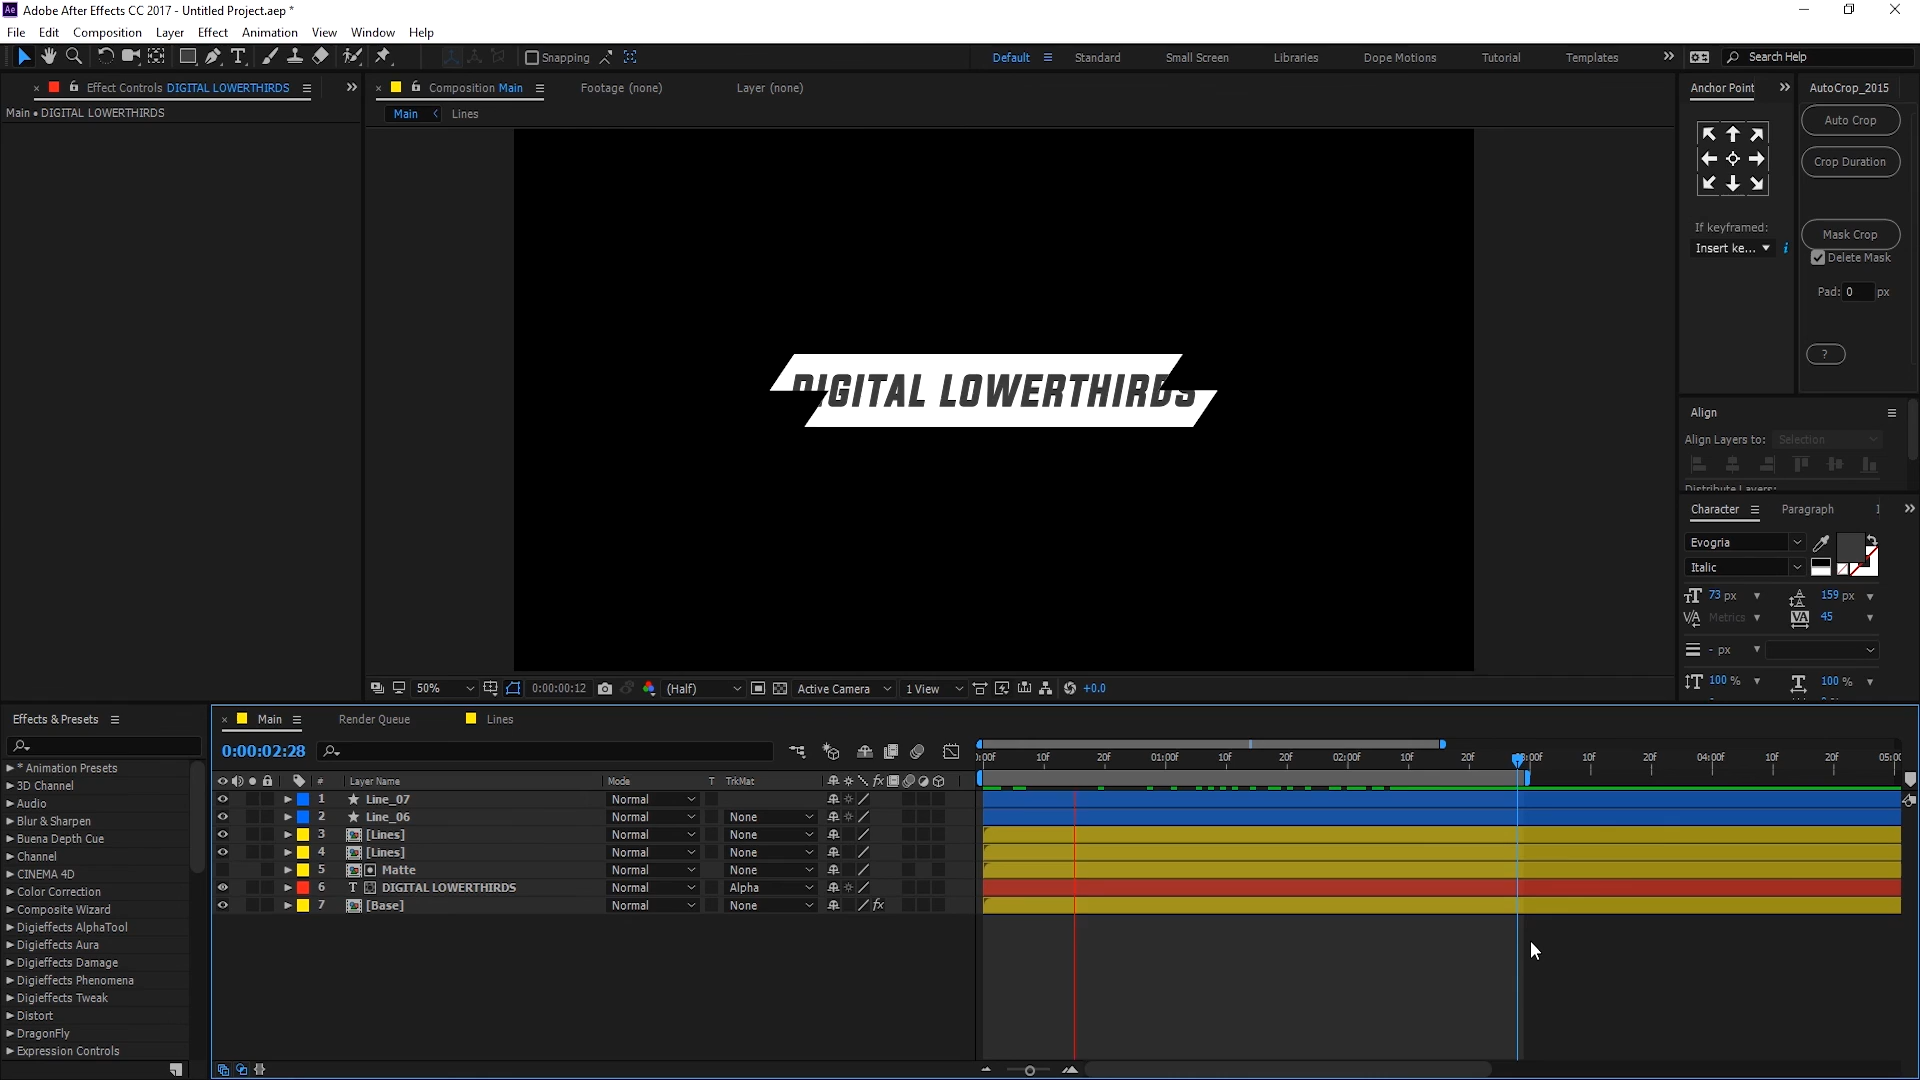 Adobe After Effects CC 2017 - Untitled Project.aep *
File Edit Composition Layer Effect Animation View Window Help
Snapping
Default Standard Small Screen Libraries Dope Motions Tutorial Templates Search Help
Effect Controls DIGITAL LOWERTHIRDS
Main • DIGITAL LOWERTHIRDS
Composition Main Footage (none) Layer (none)
Main Lines
DIGITAL LOWERTHIRDS
Anchor Point
If keyframed:
Insert ke...
AutoCrop_2015
Auto Crop
Crop Duration
Mask Crop
Delete Mask
Pad: 0 px
?
Align
Align Layers to: Selection
Distribute Layers:
Character Paragraph
Evogria
Italic
73 px 159 px
Metrics 45
- px
100 % 100 %
50% 0:00:00:12 (Half) Active Camera 1 View +0.0
Effects & Presets
* Animation Presets
3D Channel
Audio
Blur & Sharpen
Buena Depth Cue
Channel
CINEMA 4D
Color Correction
Composite Wizard
Digieffects AlphaTool
Digieffects Aura
Digieffects Damage
Digieffects Phenomena
Digieffects Tweak
Distort
DragonFly
Expression Controls
Main Render Queue Lines
0:00:02:28
:00f 10f 20f 01:00f 10f 20f 02:00f 10f 20f 10f 20f 04:00f 10f 20f
# Layer Name Mode T TrkMat
1 Line_07 Normal
2 Line_06 Normal None
3 [Lines] Normal None
4 [Lines] Normal None
5 Matte Normal None
6 T DIGITAL LOWERTHIRDS Normal Alpha
7 [Base] Normal None fx